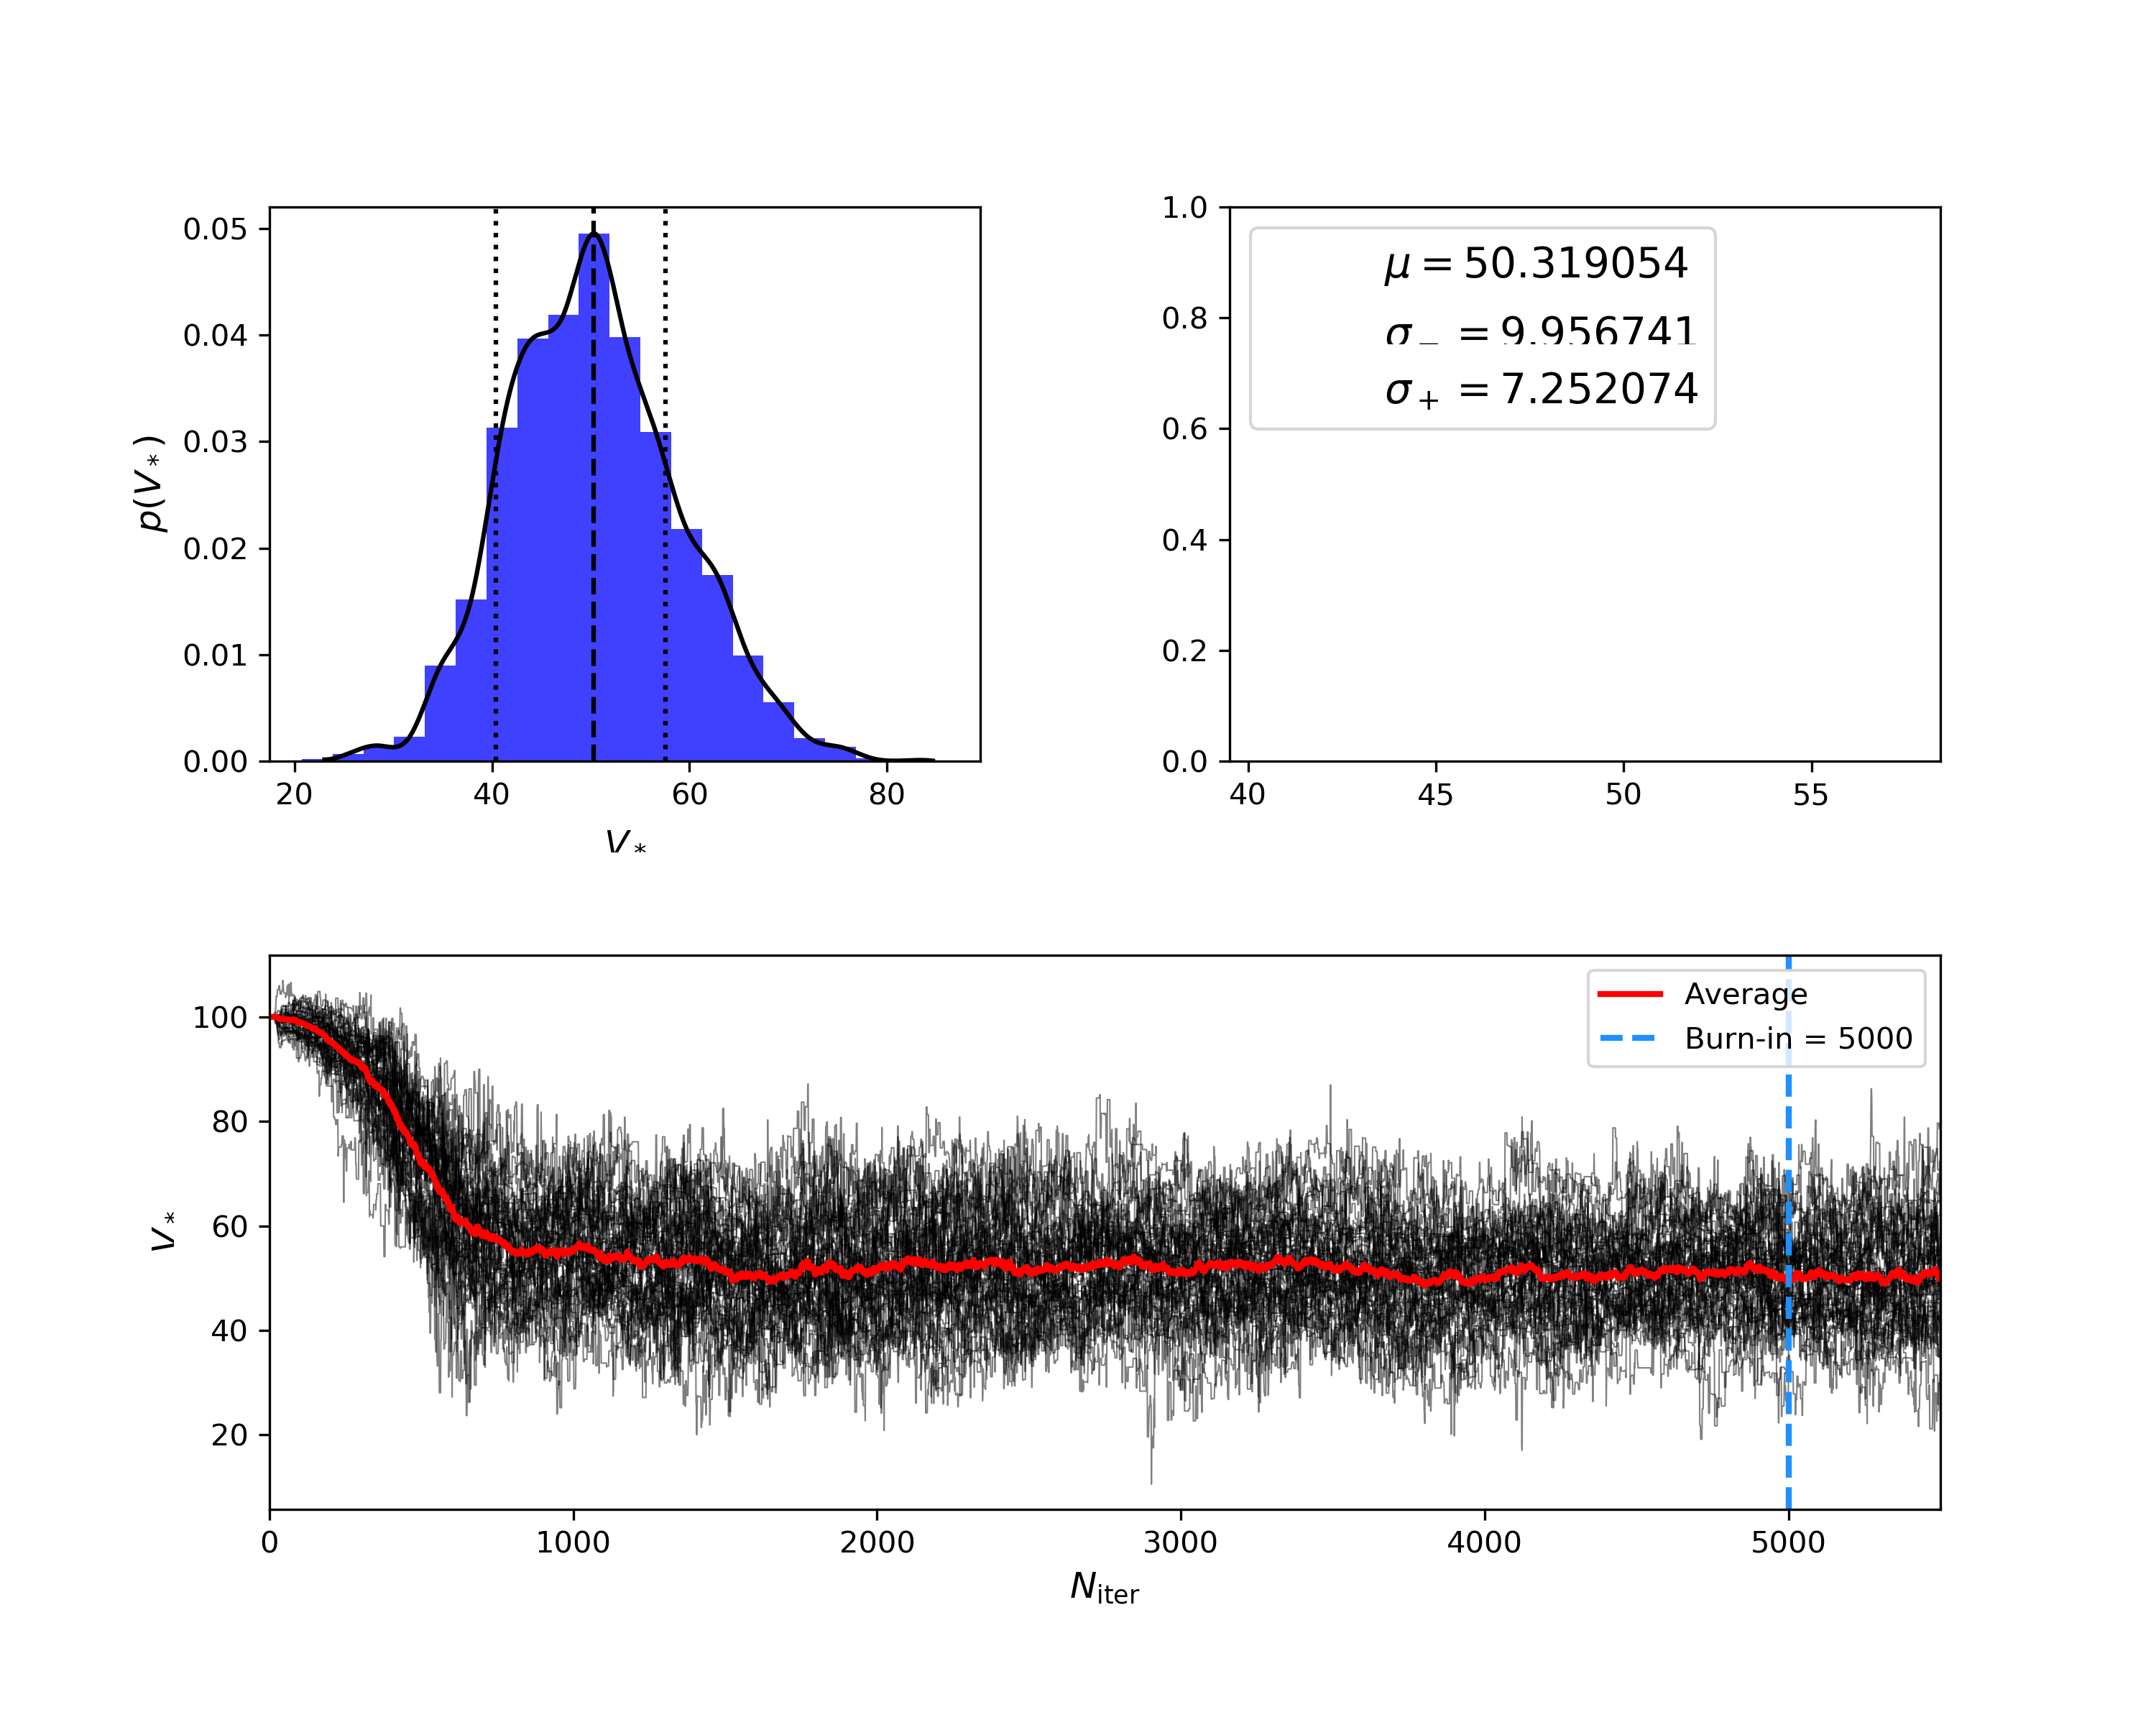 0.05
0.04
0.03
0.02
0.01
0.00
p(V*)
20 40 60 80
V*
1.0
0.8
0.6
0.4
0.2
0.0
μ = 50.319054
σ− = 9.956741
σ+ = 7.252074
40 45 50 55
100
80
60
40
20
V*
Average
Burn-in = 5000
0 1000 2000 3000 4000 5000
Niter